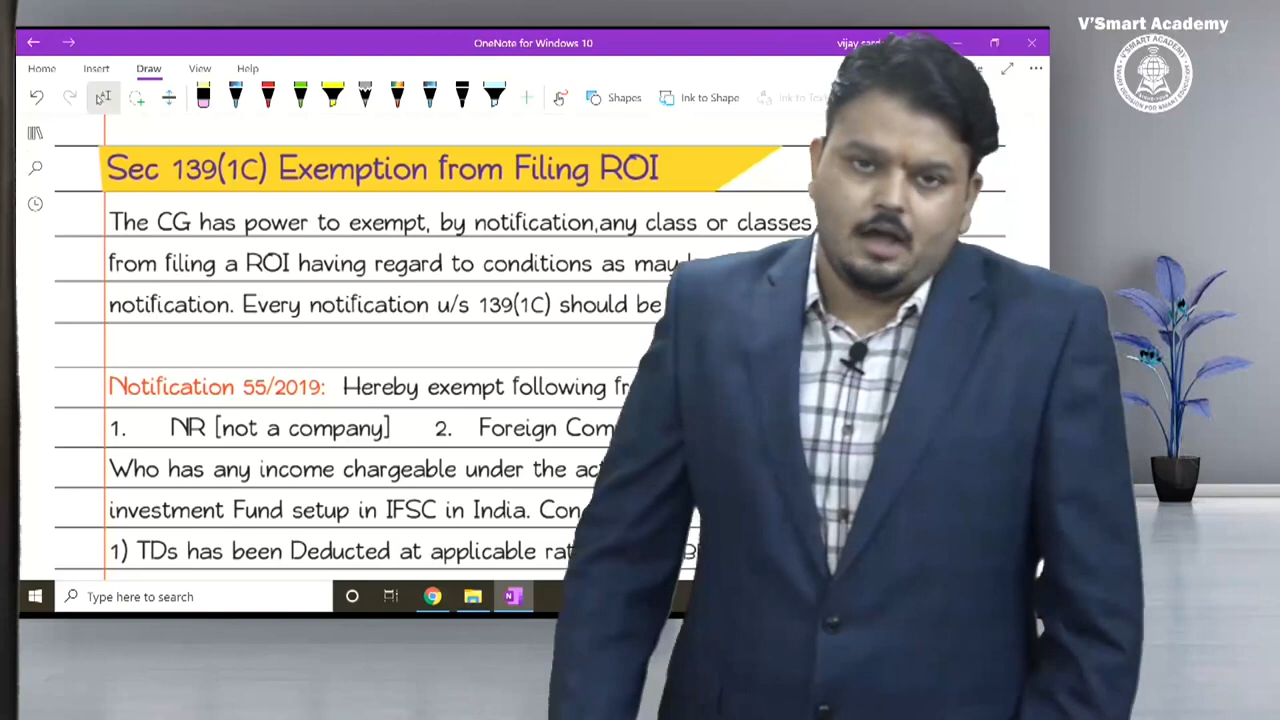 V'Smart Academy
OneNote for Windows 10
vijay
Home Insert Draw View Help
Shapes Ink to Shape Ink to Text
Sec 139(1C) Exemption from Filing ROI
The CG has power to exempt, by notification,any class or classes
from filing a ROI having regard to conditions as may
notification. Every notification u/s 139(1C) should be
Notification 55/2019: Hereby exempt following
1. NR [not a company] 2. Foreign
Who has any income chargeable under the
investment Fund setup in IFSC in India.
1) TDs has been Deducted at applicable
Type here to search